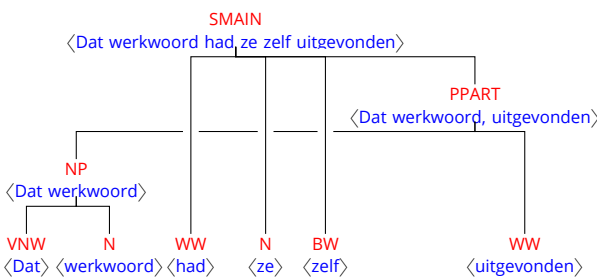 SMAIN
⟨Dat werkwoord had ze zelf uitgevonden⟩
PPART
⟨Dat werkwoord, uitgevonden⟩
NP
⟨Dat werkwoord⟩
VNW N WW N BW WW
⟨Dat⟩ ⟨werkwoord⟩ ⟨had⟩ ⟨ze⟩ ⟨zelf⟩ ⟨uitgevonden⟩